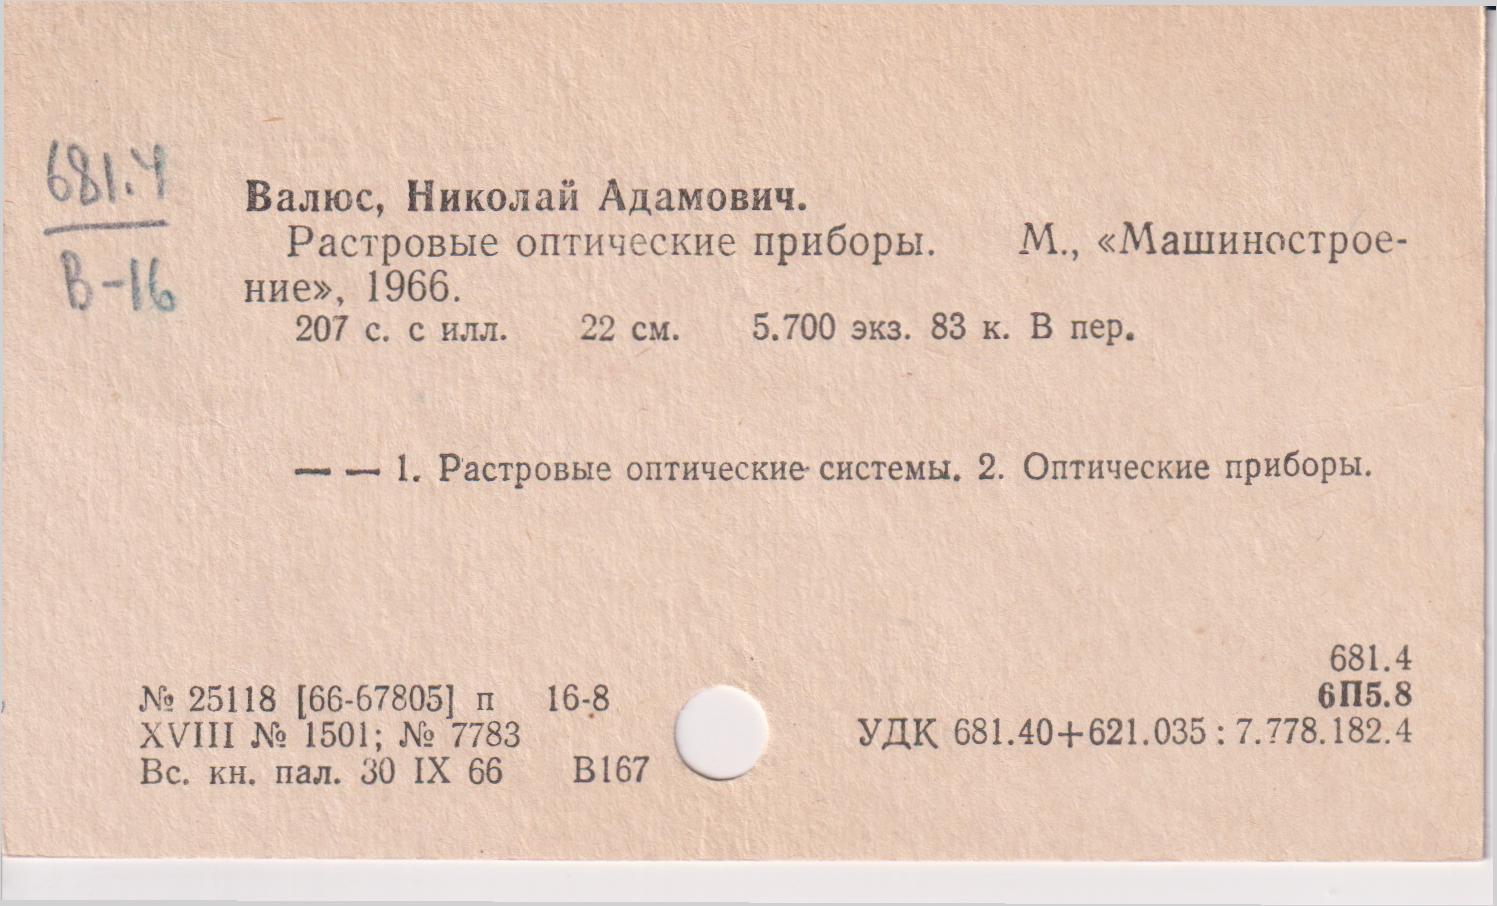 681.4
В-16
Валюс, Николай Адамович.
Растровые оптические приборы. М., «Машинострое-
ние», 1966.
207 с. с илл. 22 см. 5.700 экз. 83 к. В пер.
— — 1. Растровые оптические системы. 2. Оптические приборы.
681.4
6П5.8
№ 25118 [66-67805] п 16-8
XVIII № 1501; № 7783
УДК 681.40+621.035 : 7.778.182.4
Вс. кн. пал. 30 IX 66 В167